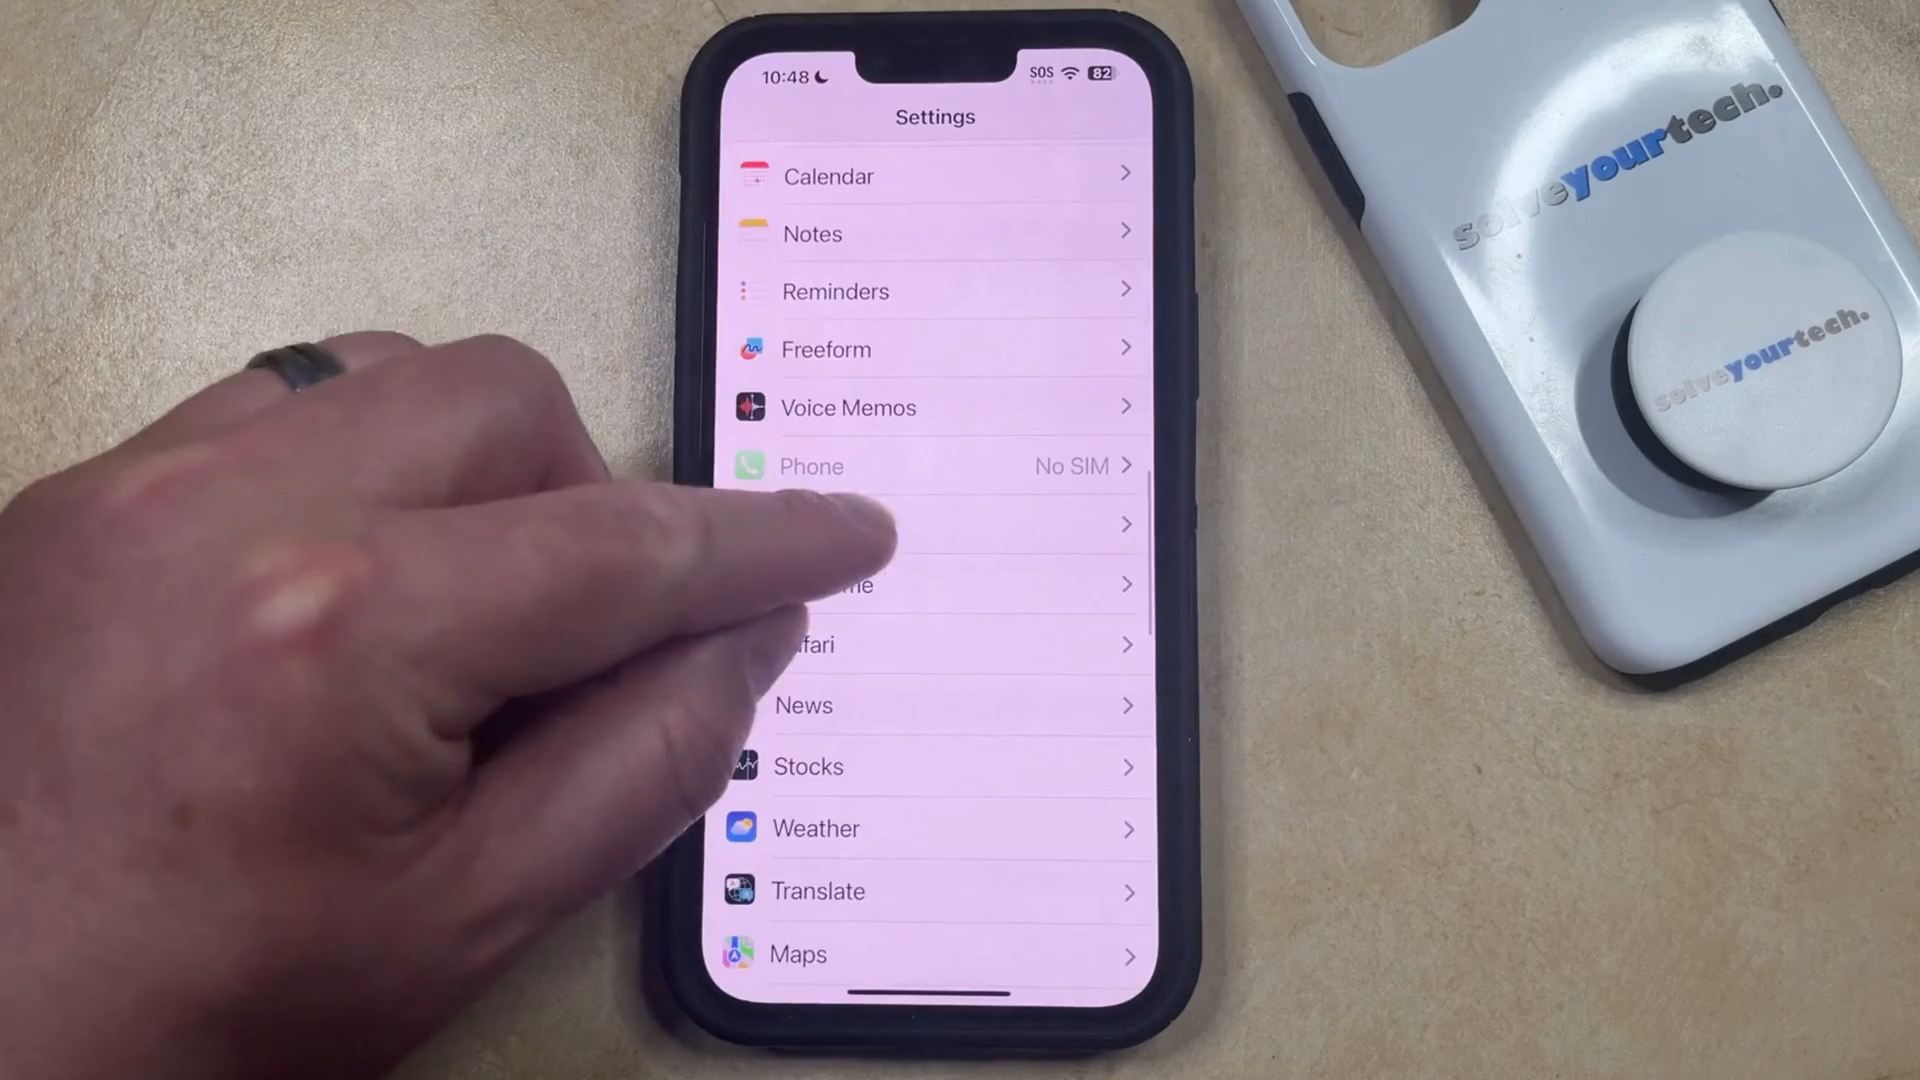 10:48
SOS
82
Settings
Calendar
Notes
Reminders
Freeform
Voice Memos
Phone
No SIM
News
Stocks
Weather
Translate
Maps
solveyourtech.
solveyourtech.